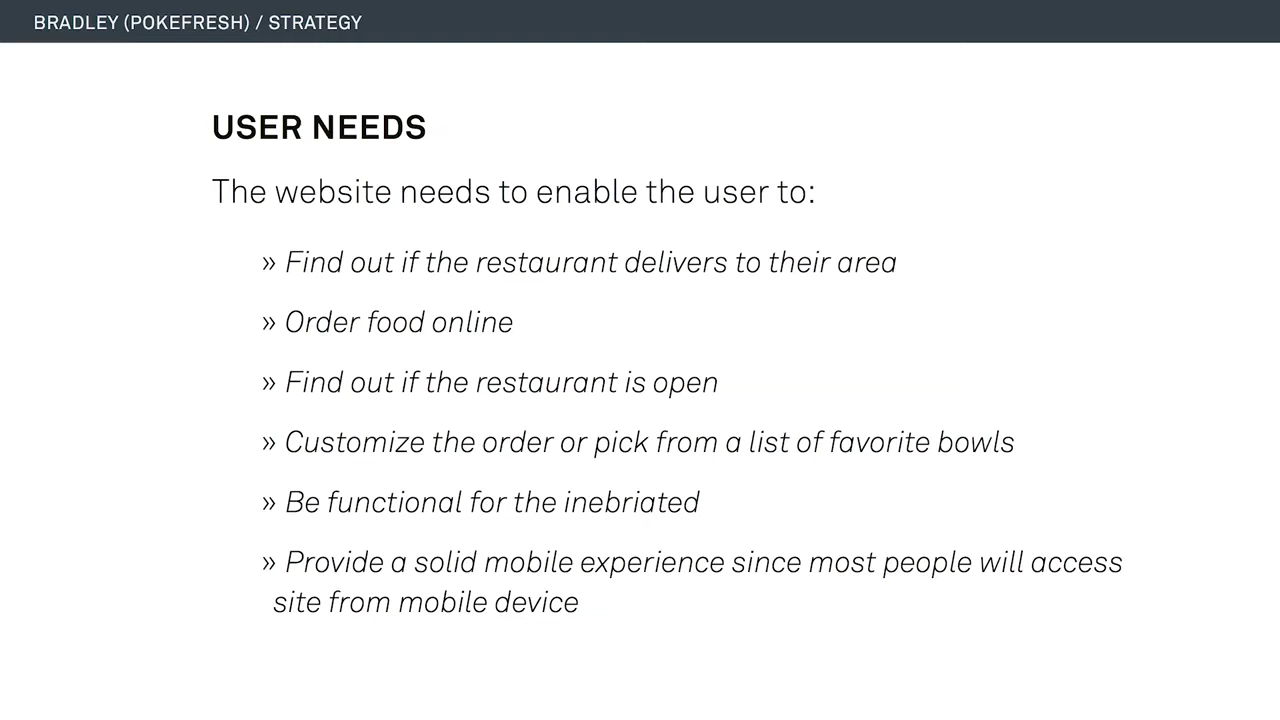 BRADLEY (POKEFRESH) / STRATEGY
USER NEEDS
The website needs to enable the user to:
» Find out if the restaurant delivers to their area
» Order food online
» Find out if the restaurant is open
» Customize the order or pick from a list of favorite bowls
» Be functional for the inebriated
» Provide a solid mobile experience since most people will access
site from mobile device